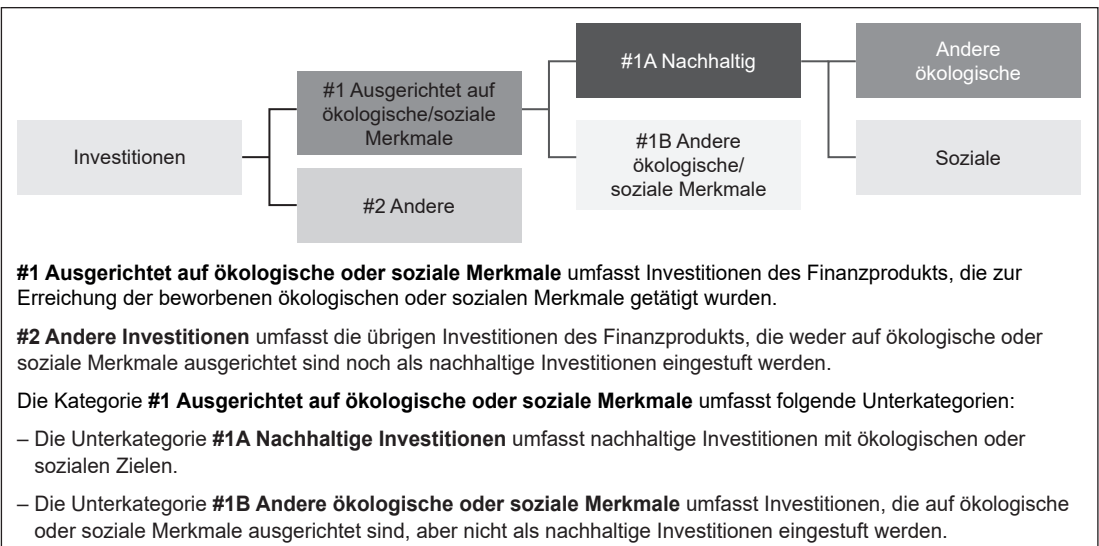 Investitionen
#1 Ausgerichtet auf
ökologische/soziale
Merkmale
#2 Andere
#1A Nachhaltig
#1B Andere
ökologische/
soziale Merkmale
Andere
ökologische
Soziale
#1 Ausgerichtet auf ökologische oder soziale Merkmale umfasst Investitionen des Finanzprodukts, die zur
Erreichung der beworbenen ökologischen oder sozialen Merkmale getätigt wurden.
#2 Andere Investitionen umfasst die übrigen Investitionen des Finanzprodukts, die weder auf ökologische oder
soziale Merkmale ausgerichtet sind noch als nachhaltige Investitionen eingestuft werden.
Die Kategorie #1 Ausgerichtet auf ökologische oder soziale Merkmale umfasst folgende Unterkategorien:
– Die Unterkategorie #1A Nachhaltige Investitionen umfasst nachhaltige Investitionen mit ökologischen oder
sozialen Zielen.
– Die Unterkategorie #1B Andere ökologische oder soziale Merkmale umfasst Investitionen, die auf ökologische
oder soziale Merkmale ausgerichtet sind, aber nicht als nachhaltige Investitionen eingestuft werden.